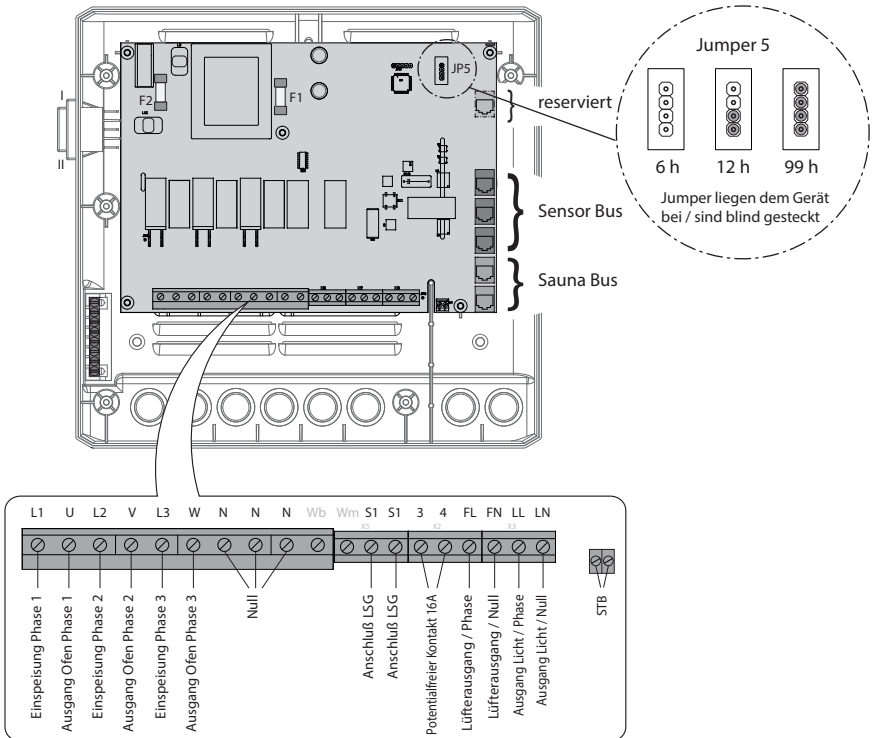 Jumper 5
6 h 12 h 99 h
Jumper liegen dem Gerät
bei / sind blind gesteckt
JP5
F2
F1
I
II
reserviert
Sensor Bus
Sauna Bus
L1 U L2 V L3 W N N N Wb Wm S1 S1 3 4 FL FN LL LN
X5 X2 X3
Einspeisung Phase 1
Ausgang Ofen Phase 1
Einspeisung Phase 2
Ausgang Ofen Phase 2
Einspeisung Phase 3
Ausgang Ofen Phase 3
Null
Anschluß LSG
Anschluß LSG
Potentialfreier Kontakt 16A
Lüfterausgang / Phase
Lüfterausgang / Null
Ausgang Licht / Phase
Ausgang Licht / Null
STB